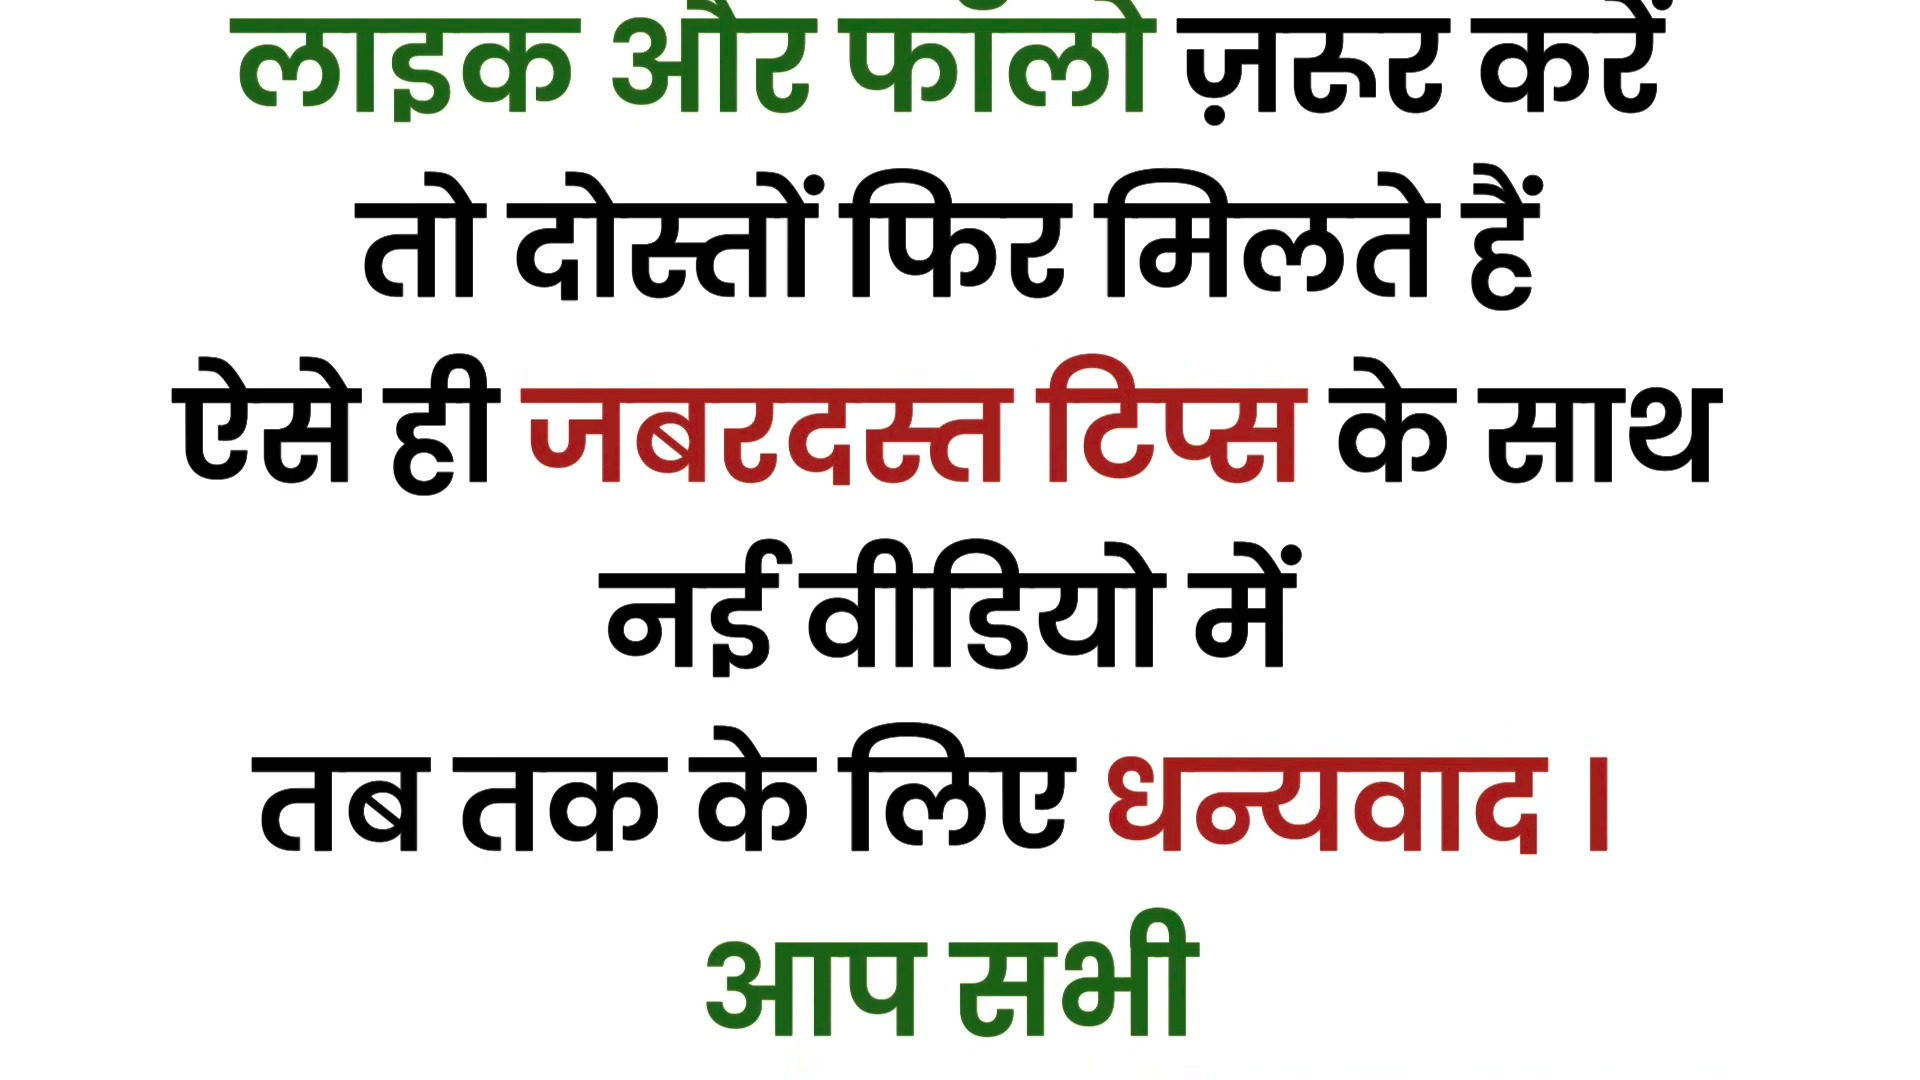 लाइक और फॉलो ज़रूर करें
तो दोस्तों फिर मिलते हैं
ऐसे ही जबरदस्त टिप्स के साथ
नई वीडियो में
तब तक के लिए धन्यवाद ।
आप सभी